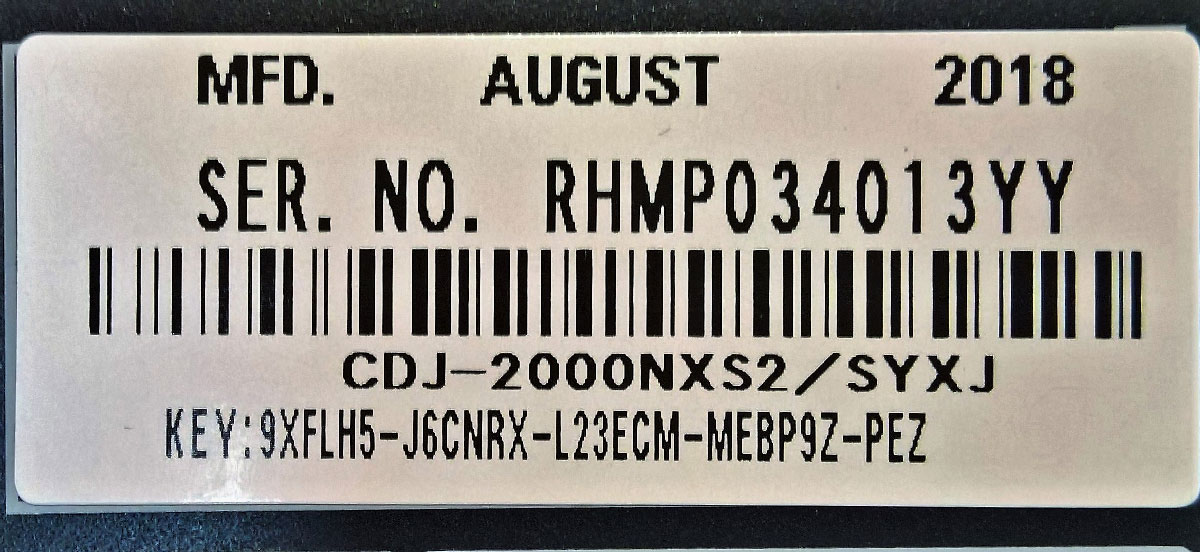 MFD. AUGUST 2018
SER. NO. RHMP034013YY
CDJ-2000NXS2/SYXJ
KEY:9XFLH5-J6CNRX-L23ECM-MEBP9Z-PEZ